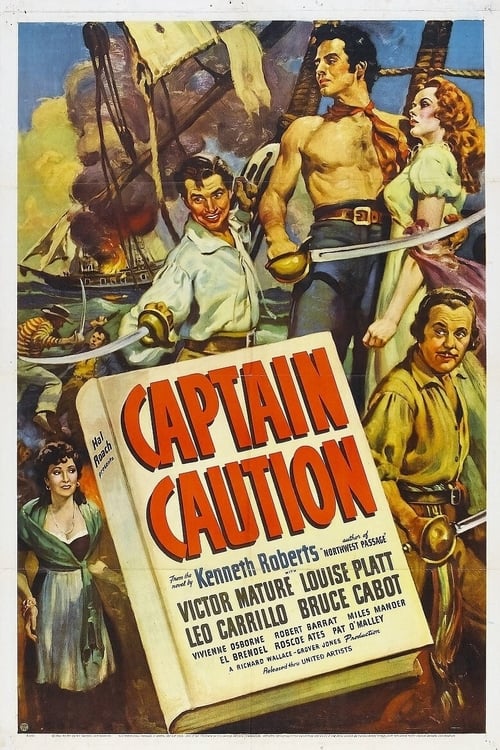 Hal
Roach
presents
CAPTAIN
CAUTION
From the
novel by
Kenneth Roberts
author of
"NORTHWEST PASSAGE"
with
VICTOR MATURE LOUISE PLATT
LEO CARRILLO BRUCE CABOT
VIVIENNE OSBORNE ROBERT BARRAT MILES MANDER
EL BRENDEL ROSCOE ATES PAT O'MALLEY
A RICHARD WALLACE-GROVER JONES Production
Released thru UNITED ARTISTS